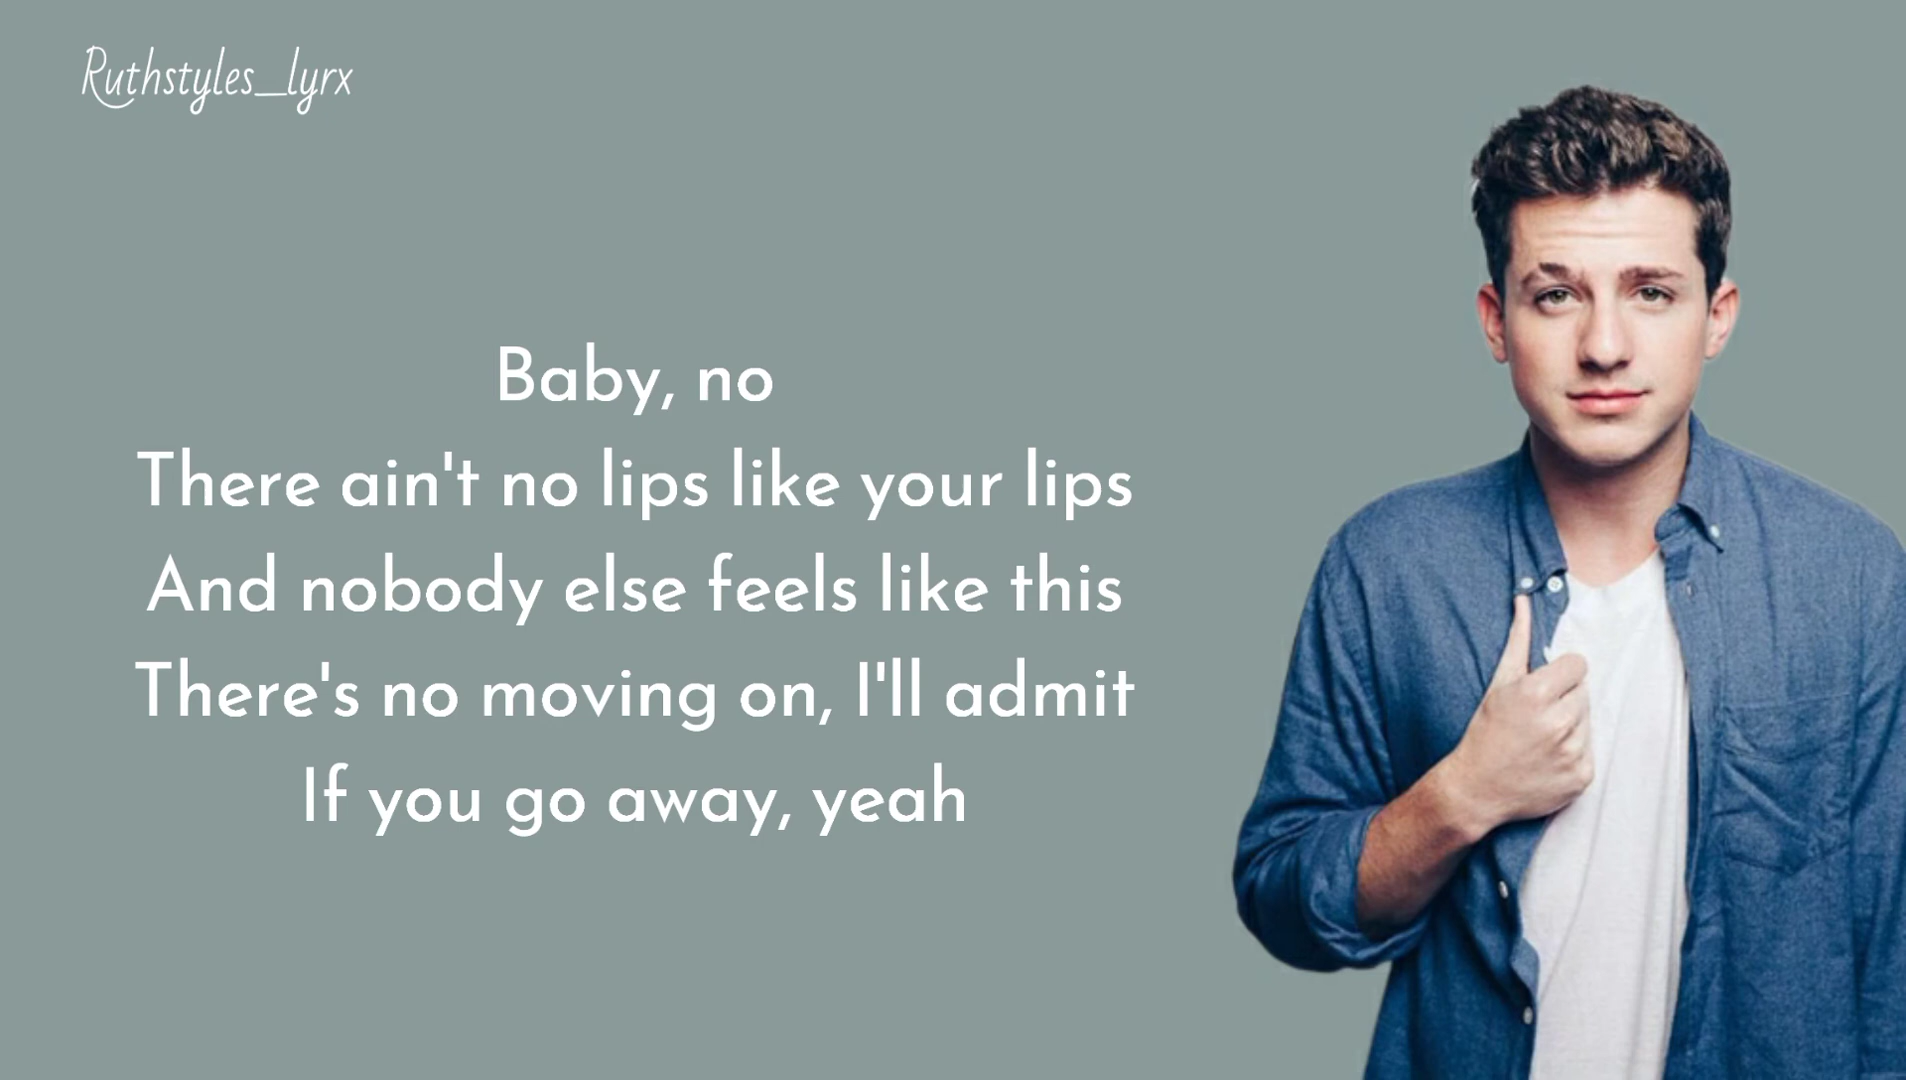 Ruthstyles_lyrx
Baby, no
There ain't no lips like your lips
And nobody else feels like this
There's no moving on, I'll admit
If you go away, yeah